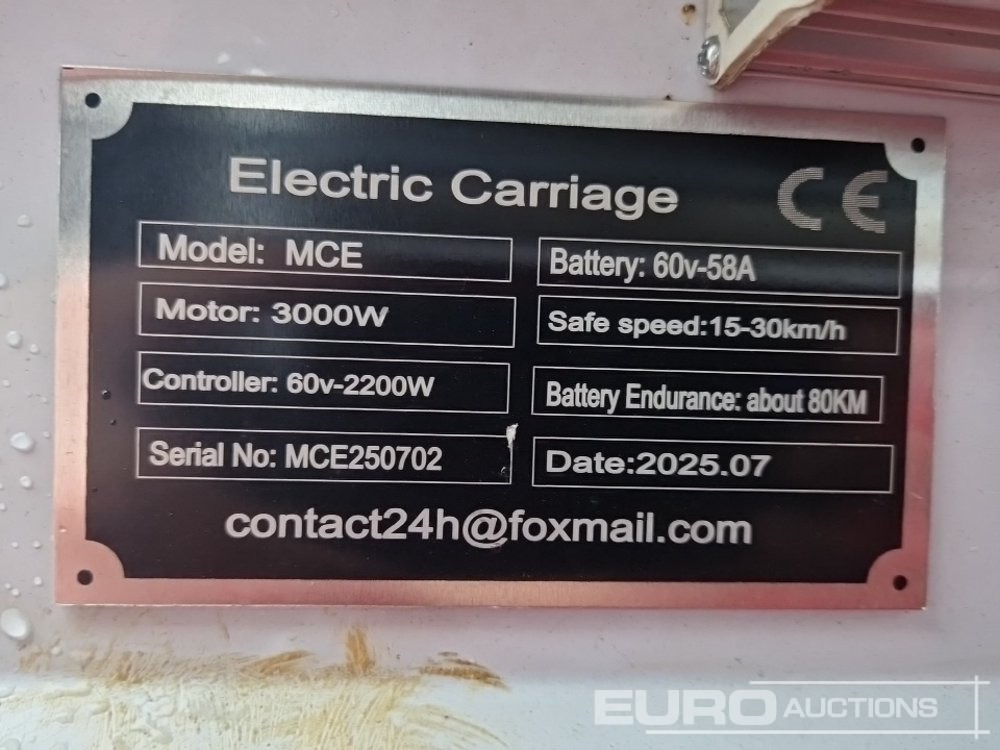 Electric Carriage CE
Model: MCE
Battery: 60v-58A
Motor: 3000W
Safe speed:15-30km/h
Controller: 60v-2200W
Battery Endurance: about 80KM
Serial No: MCE250702
Date:2025.07
contact24h@foxmail.com
EURO AUCTIONS